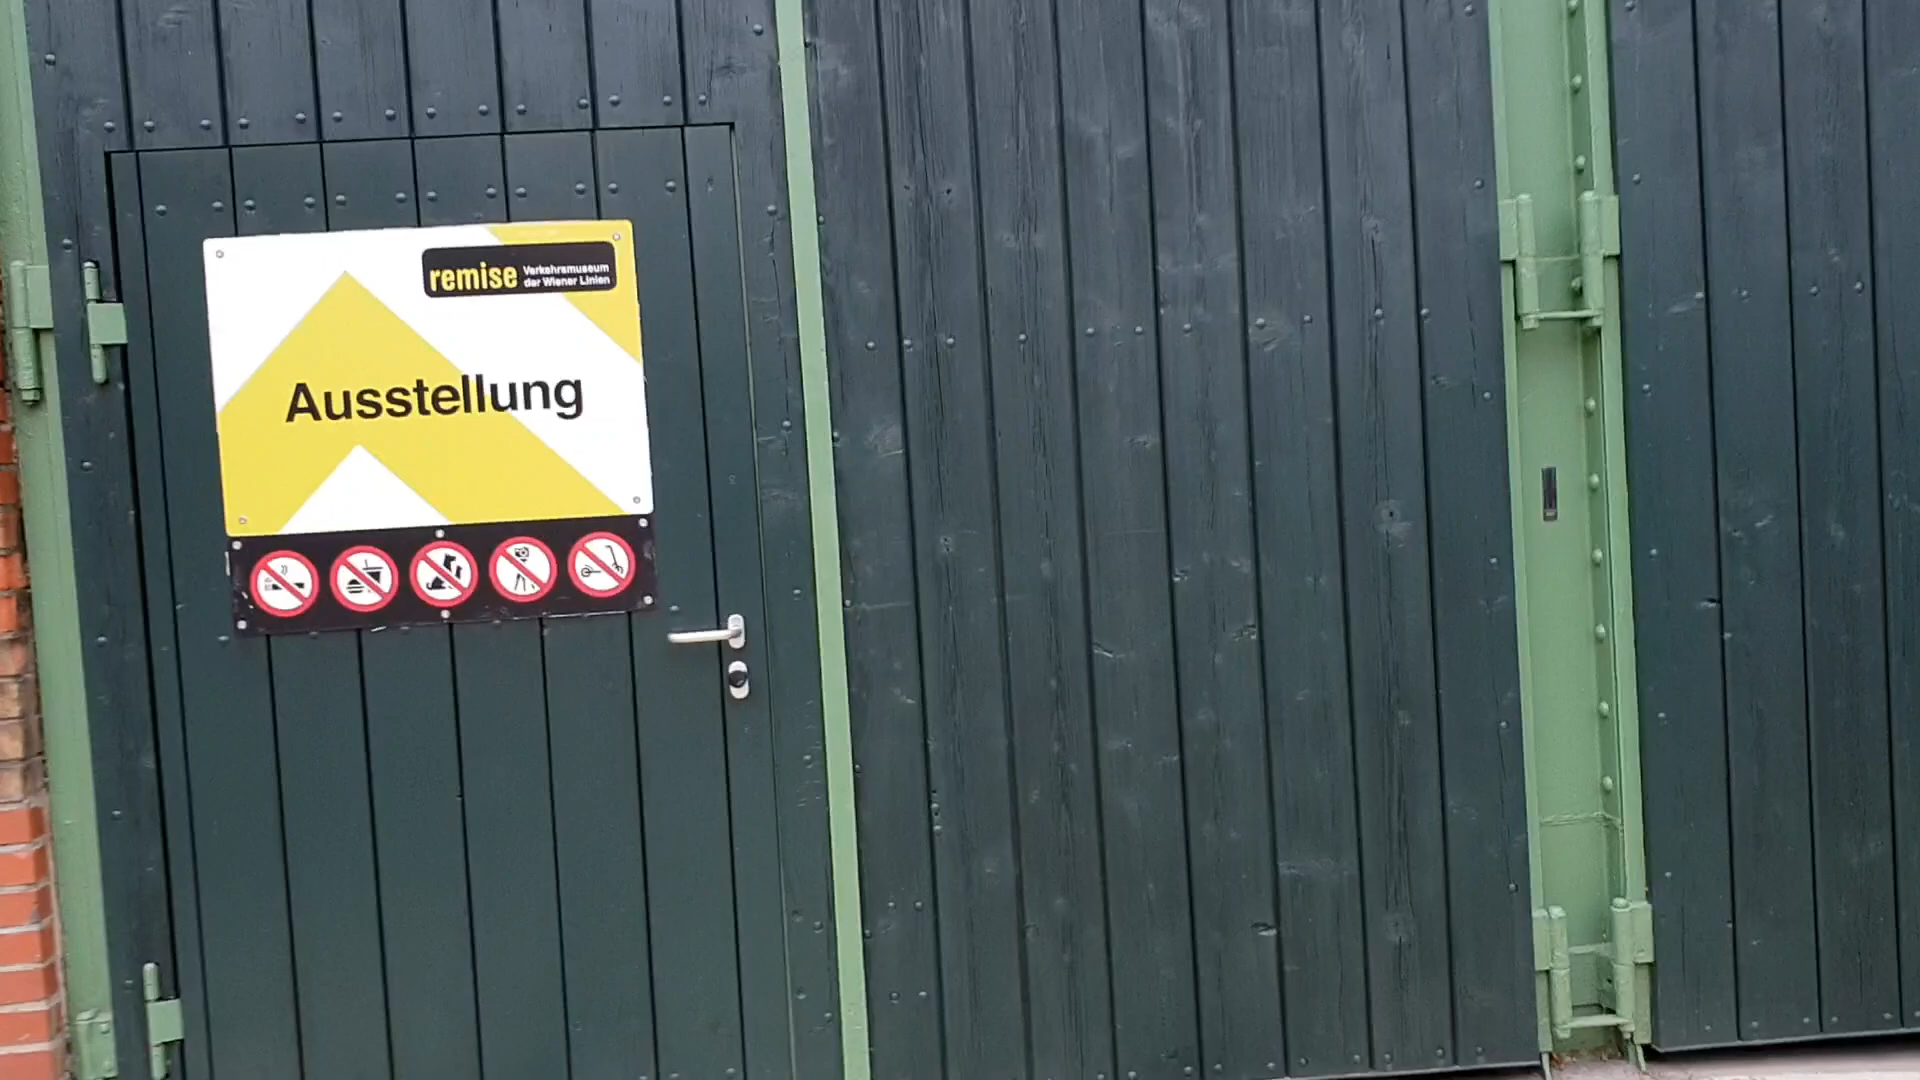 remise
Verkehrsmuseum
der Wiener Linien
Ausstellung